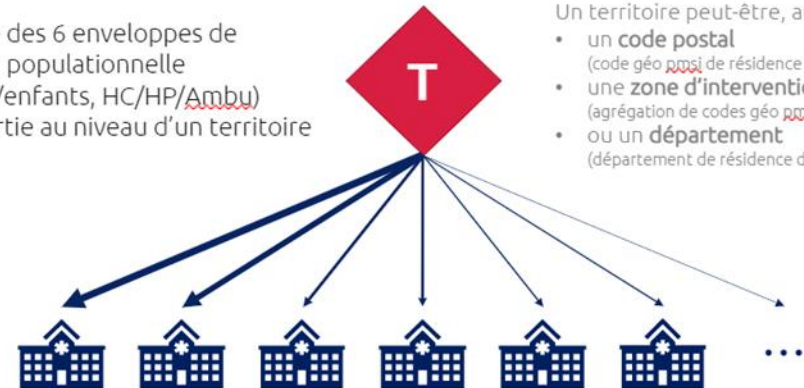 des 6 enveloppes de
populationnelle
/enfants, HC/HP/Ambu)
rtie au niveau d'un territoire
T
Un territoire peut-être, a
• un code postal
(code géo pmsi de résidence
• une zone d'interventi
(agrégation de codes géo pm
• ou un département
(département de résidence d
...